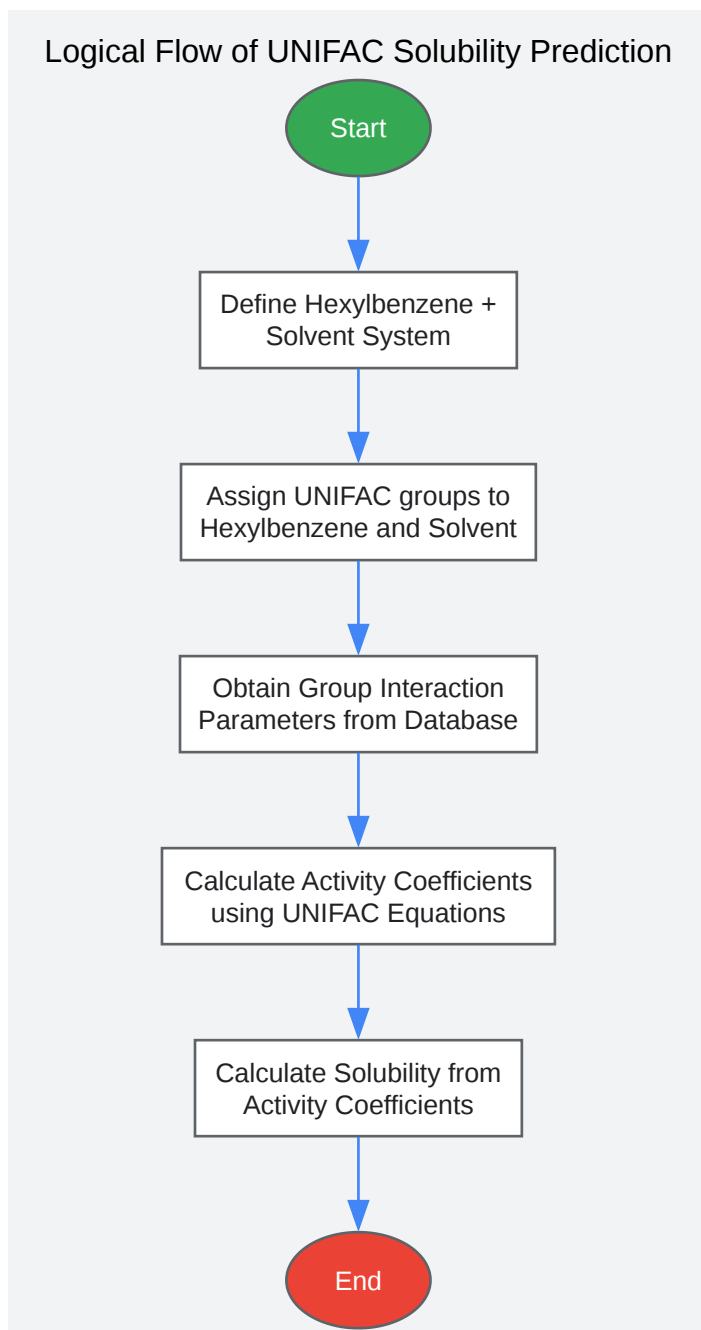 Logical Flow of UNIFAC Solubility Prediction
Start
Define Hexylbenzene +
Solvent System
Assign UNIFAC groups to
Hexylbenzene and Solvent
Obtain Group Interaction
Parameters from Database
Calculate Activity Coefficients
using UNIFAC Equations
Calculate Solubility from
Activity Coefficients
End